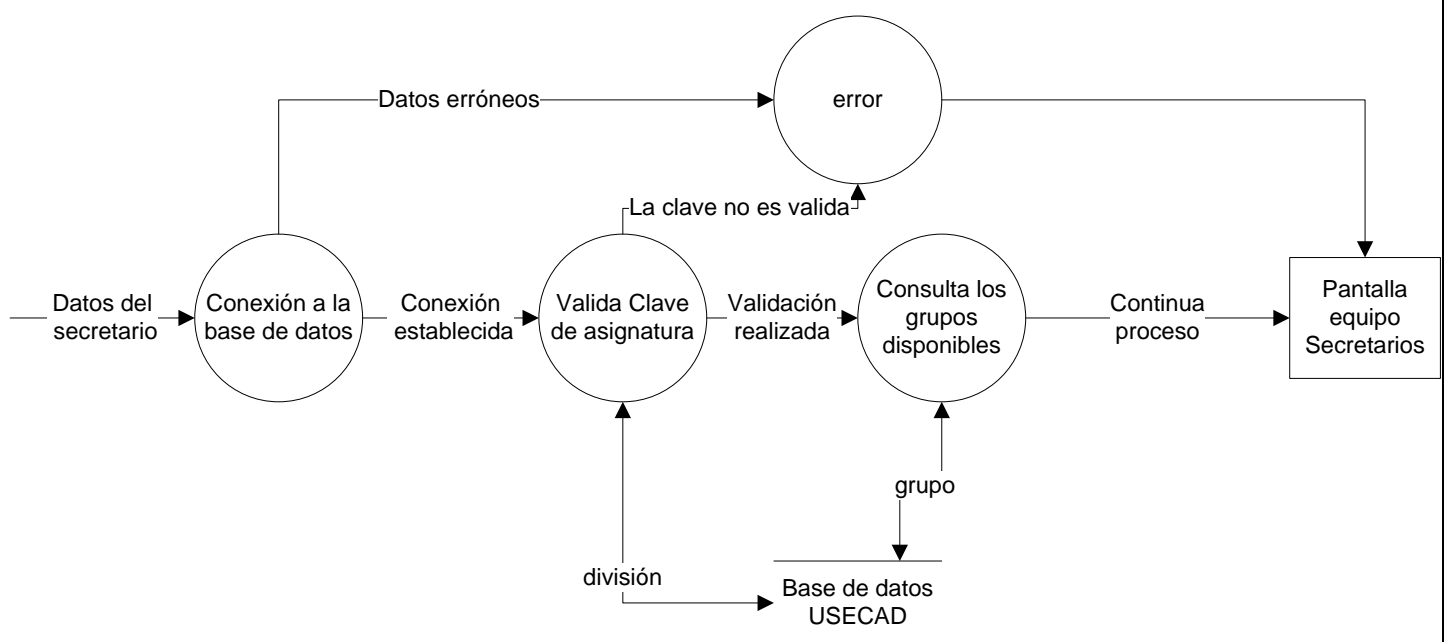 Datos erróneos
error
La clave no es valida
Datos del
secretario
Conexión a la
base de datos
Conexión
establecida
Valida Clave
de asignatura
Validación
realizada
Consulta los
grupos
disponibles
Continua
proceso
Pantalla
equipo
Secretarios
grupo
división
Base de datos
USECAD